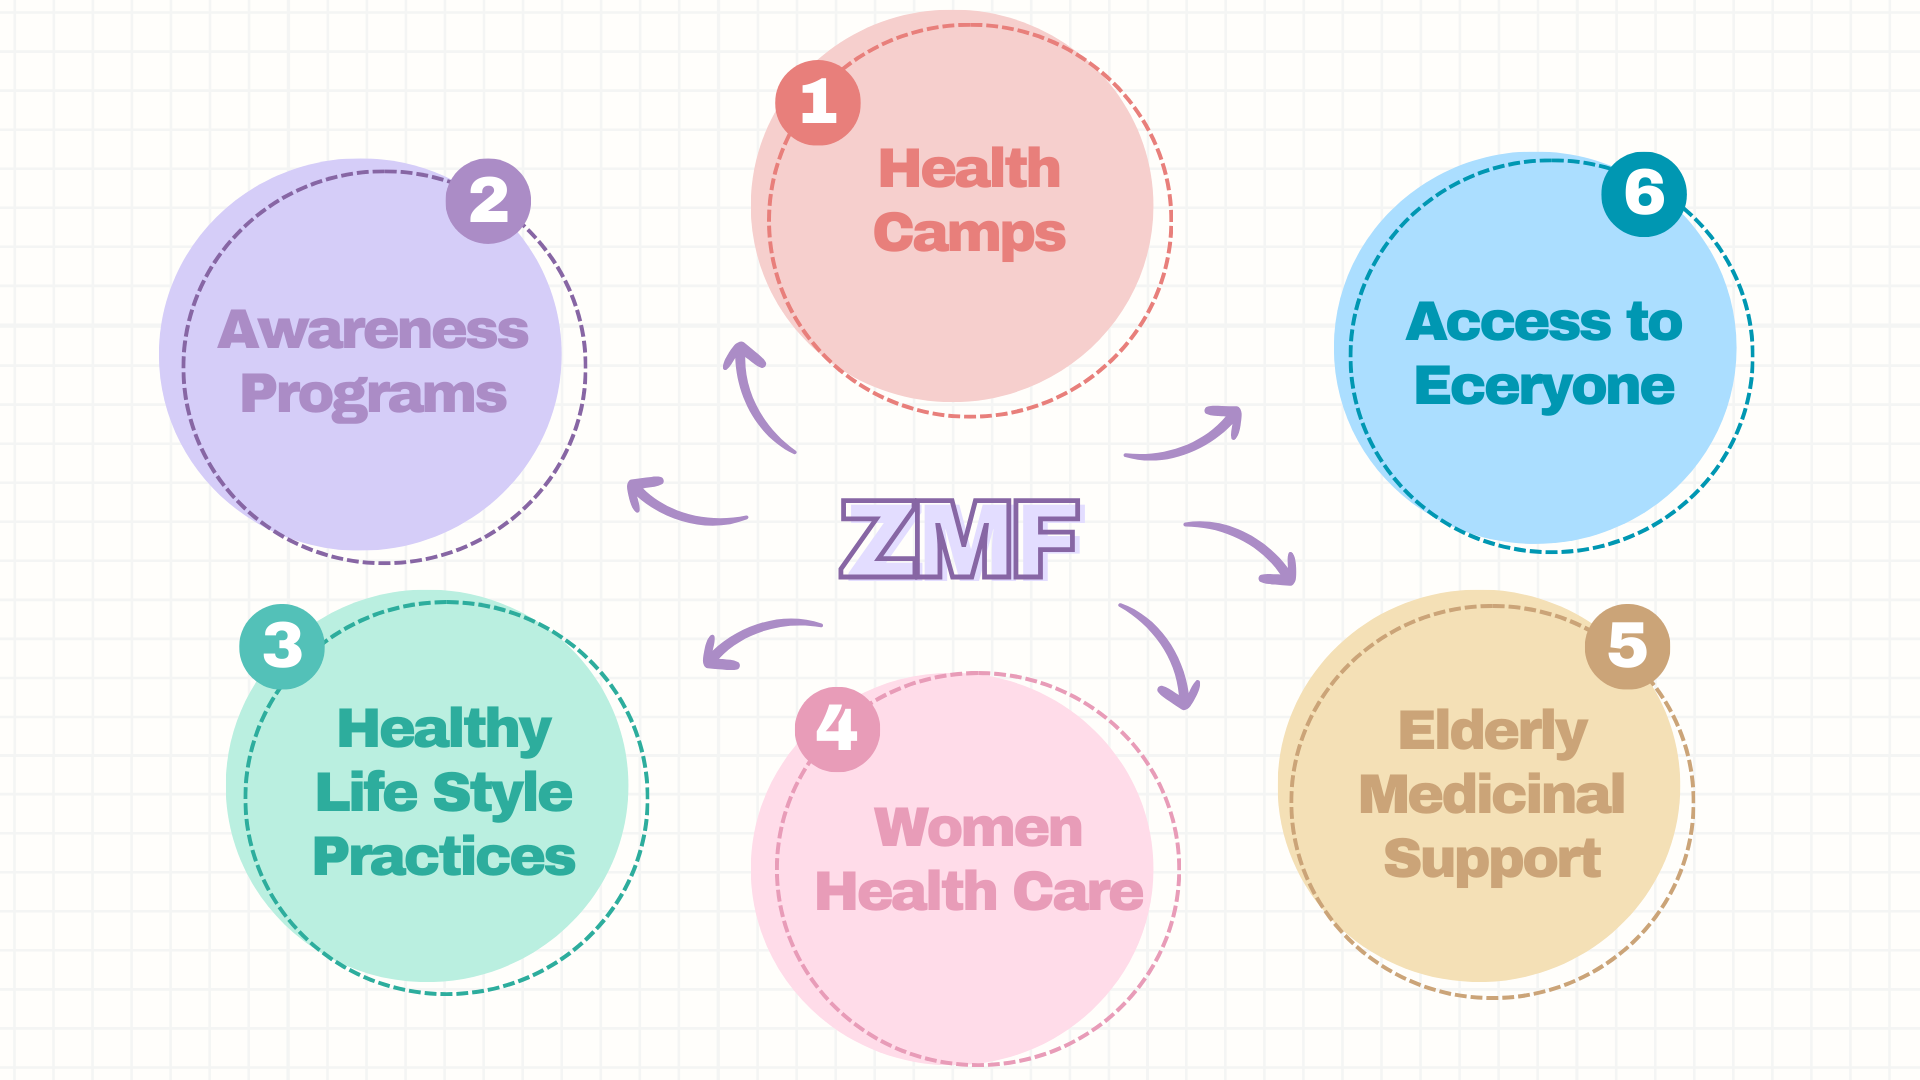 1
Health
Camps
2
Awareness
Programs
3
Healthy
Life Style
Practices
4
Women
Health Care
5
Elderly
Medicinal
Support
6
Access to
Eceryone
ZMF